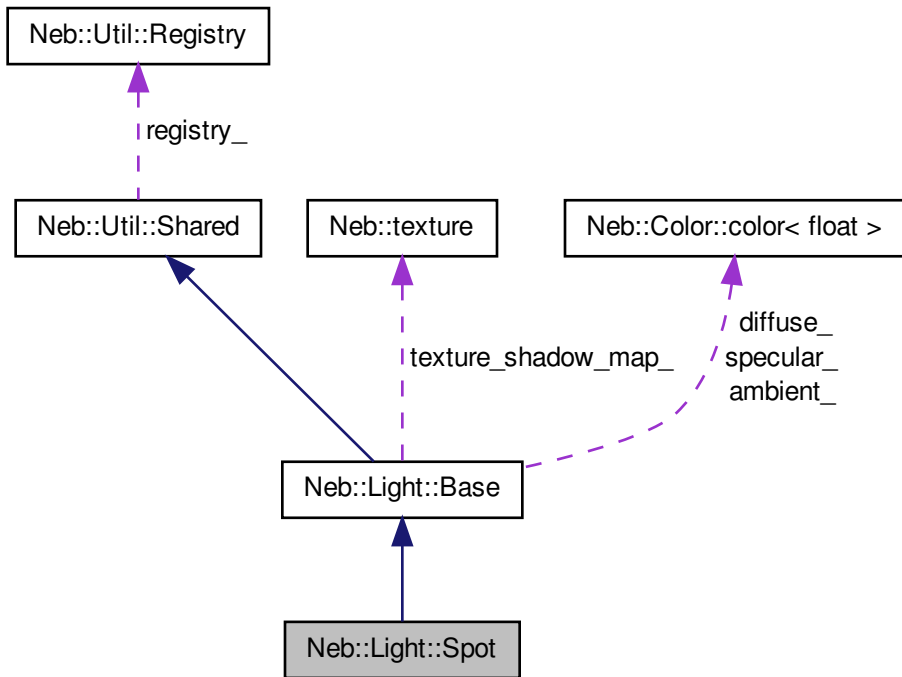 Neb::Util::Registry
registry_
Neb::Util::Shared
Neb::texture
Neb::Color::color< float >
texture_shadow_map_
diffuse_
specular_
ambient_
Neb::Light::Base
Neb::Light::Spot